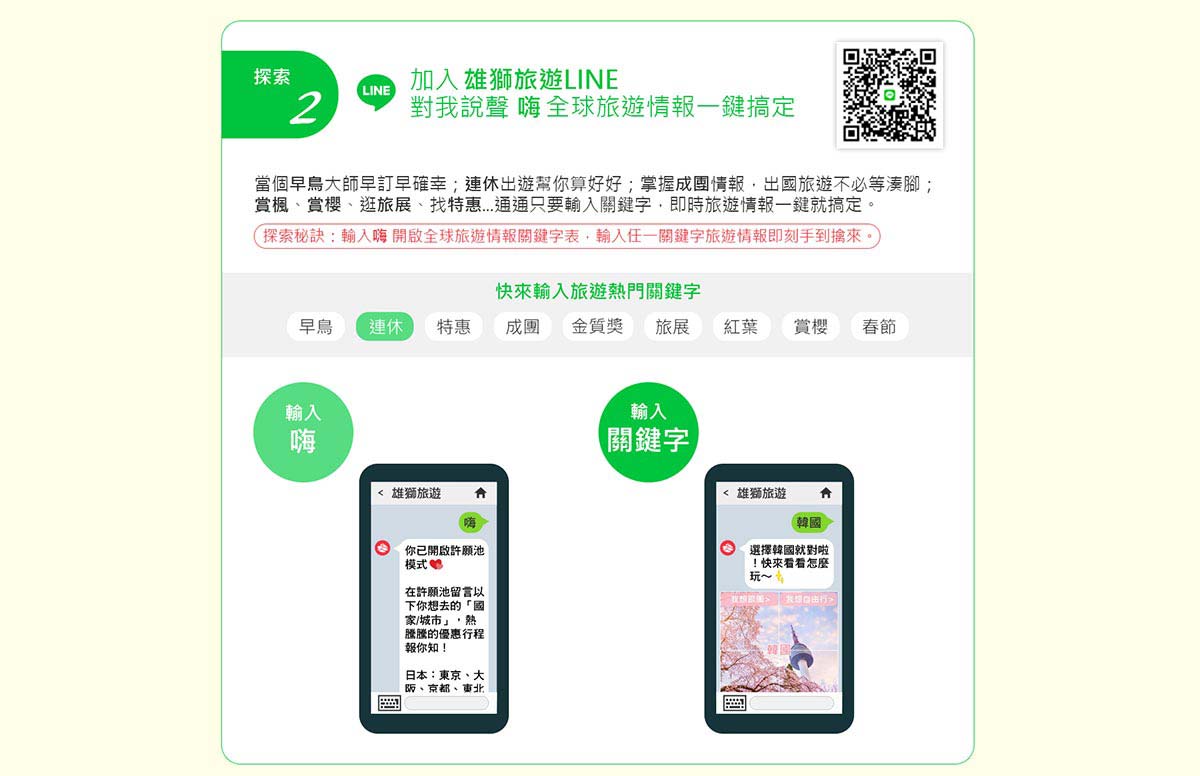 探索
2
LINE
加入 雄獅旅遊LINE
對我說聲 嗨 全球旅遊情報一鍵搞定
當個早鳥大師早訂早確幸；連休出遊幫你算好好；掌握成團情報，出國旅遊不必等湊腳；
賞楓、賞櫻、逛旅展、找特惠...通通只要輸入關鍵字，即時旅遊情報一鍵就搞定。
探索秘訣：輸入嗨 開啟全球旅遊情報關鍵字表，輸入任一關鍵字旅遊情報即刻手到擒來。
快來輸入旅遊熱門關鍵字
早鳥 連休 特惠 成團 金質獎 旅展 紅葉 賞櫻 春節
輸入
嗨
< 雄獅旅遊
嗨
你已開啟許願池
模式
在許願池留言以
下你想去的「國
家/城市」，熱
騰騰的優惠行程
報你知！
日本：東京、大
阪、京都、東北
輸入
關鍵字
< 雄獅旅遊
韓國
選擇韓國就對啦
！快來看看怎麼
玩～
我想跟團> 我想自由行>
韓國